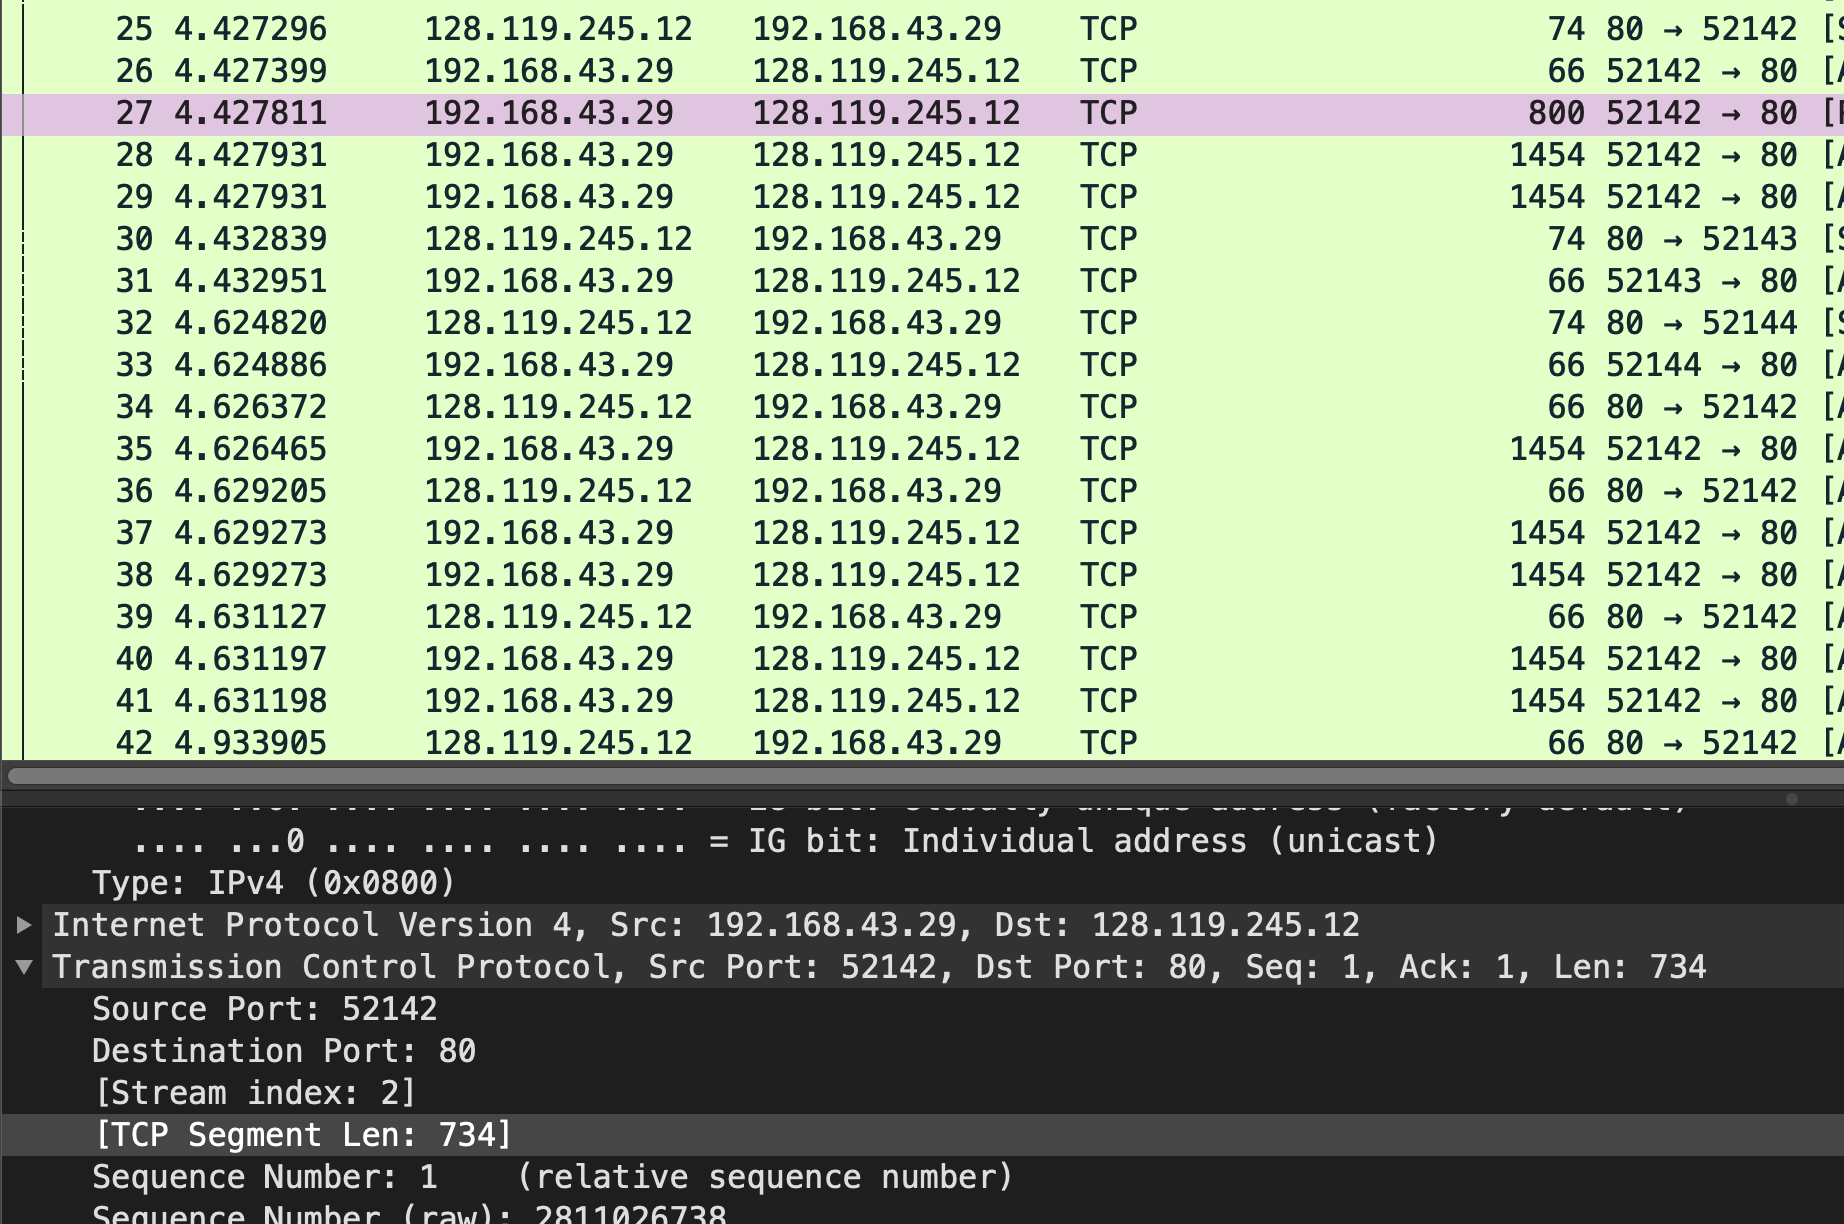 25 4.427296 128.119.245.12 192.168.43.29 TCP 74 80 → 52142 [S
26 4.427399 192.168.43.29 128.119.245.12 TCP 66 52142 → 80 [A
27 4.427811 192.168.43.29 128.119.245.12 TCP 800 52142 → 80 [P
28 4.427931 192.168.43.29 128.119.245.12 TCP 1454 52142 → 80 [A
29 4.427931 192.168.43.29 128.119.245.12 TCP 1454 52142 → 80 [A
30 4.432839 128.119.245.12 192.168.43.29 TCP 74 80 → 52143 [S
31 4.432951 192.168.43.29 128.119.245.12 TCP 66 52143 → 80 [A
32 4.624820 128.119.245.12 192.168.43.29 TCP 74 80 → 52144 [S
33 4.624886 192.168.43.29 128.119.245.12 TCP 66 52144 → 80 [A
34 4.626372 128.119.245.12 192.168.43.29 TCP 66 80 → 52142 [A
35 4.626465 192.168.43.29 128.119.245.12 TCP 1454 52142 → 80 [A
36 4.629205 128.119.245.12 192.168.43.29 TCP 66 80 → 52142 [A
37 4.629273 192.168.43.29 128.119.245.12 TCP 1454 52142 → 80 [A
38 4.629273 192.168.43.29 128.119.245.12 TCP 1454 52142 → 80 [A
39 4.631127 128.119.245.12 192.168.43.29 TCP 66 80 → 52142 [A
40 4.631197 192.168.43.29 128.119.245.12 TCP 1454 52142 → 80 [A
41 4.631198 192.168.43.29 128.119.245.12 TCP 1454 52142 → 80 [A
42 4.933905 128.119.245.12 192.168.43.29 TCP 66 80 → 52142 [A
.... ..0. .... .... .... .... = LG bit: Globally unique address (factory default)
.... ...0 .... .... .... .... = IG bit: Individual address (unicast)
Type: IPv4 (0x0800)
Internet Protocol Version 4, Src: 192.168.43.29, Dst: 128.119.245.12
Transmission Control Protocol, Src Port: 52142, Dst Port: 80, Seq: 1, Ack: 1, Len: 734
Source Port: 52142
Destination Port: 80
[Stream index: 2]
[TCP Segment Len: 734]
Sequence Number: 1 (relative sequence number)
Sequence Number (raw): 2811026738